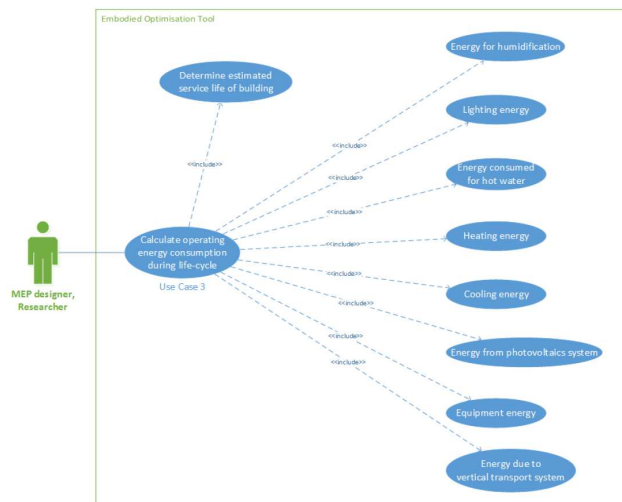 Embodied Optimisation Tool
Energy for humidification
Determine estimated
service life of building
Lighting energy
<<include>>
<<include>>
<<include>>
Energy consumed
for hot water
<<include>>
MEP designer,
Researcher
Calculate operating
energy consumption
during life-cycle
Use Case 3
<<include>>
Heating energy
<<include>>
Cooling energy
<<include>>
Energy from photovoltaics system
<<include>>
Equipment energy
<<include>>
Energy due to
vertical transport system